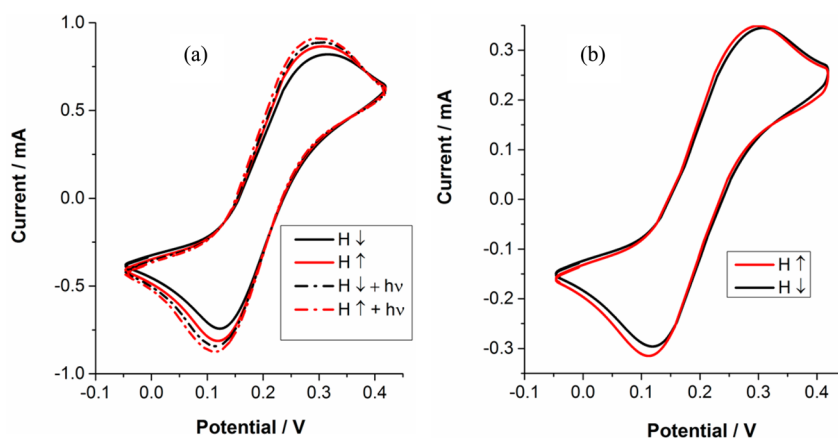 (a)
Current / mA
1.0
0.5
0.0
-0.5
-1.0
H ↓
H ↑
H ↓ + hν
H ↑ + hν
-0.1 0.0 0.1 0.2 0.3 0.4
Potential / V
(b)
Current / mA
0.3
0.2
0.1
0.0
-0.1
-0.2
-0.3
H ↑
H ↓
-0.1 0.0 0.1 0.2 0.3 0.4
Potential / V